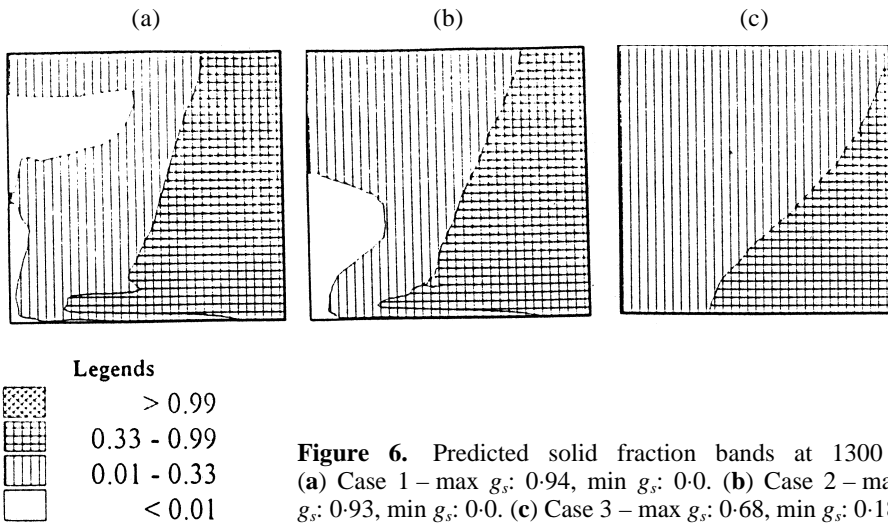 (a) (b) (c)
Legends
> 0.99
0.33 - 0.99
0.01 - 0.33
< 0.01
Figure 6. Predicted solid fraction bands at 1300
(a) Case 1 – max gs: 0·94, min gs: 0·0. (b) Case 2 – ma
gs: 0·93, min gs: 0·0. (c) Case 3 – max gs: 0·68, min gs: 0·1